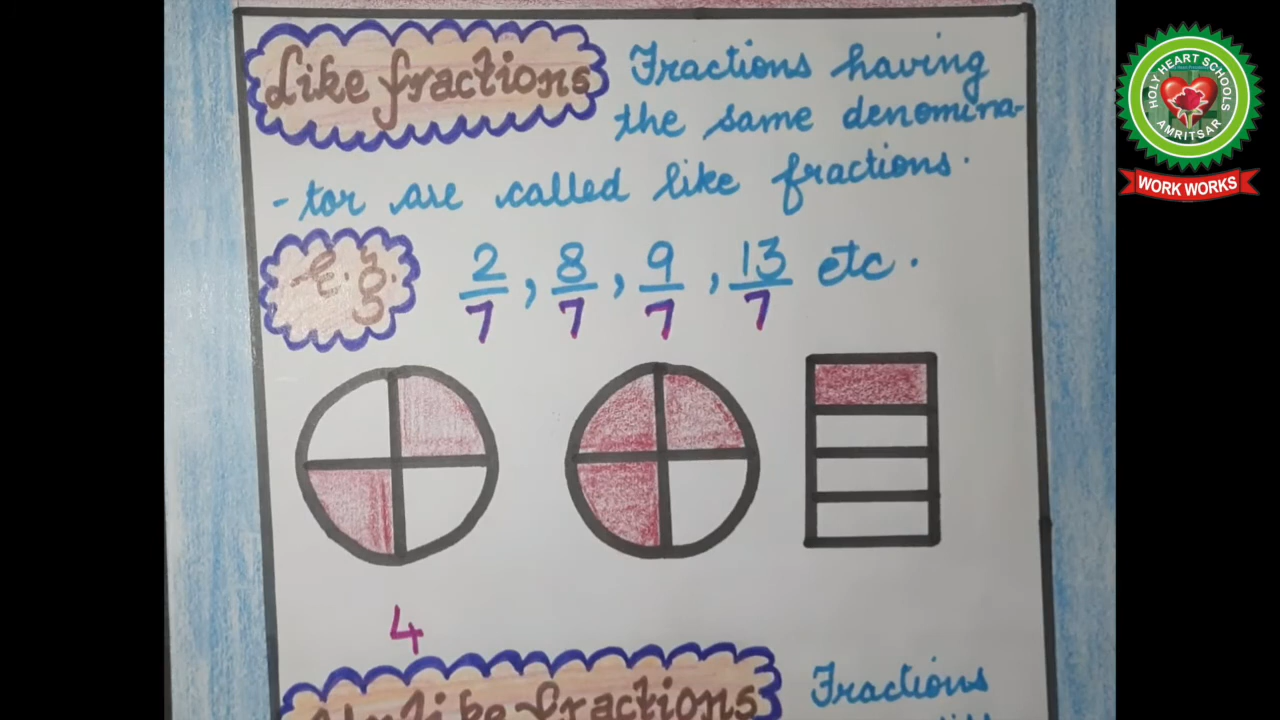 Like fractions Fractions having
the same denomina-
-tor are called like fractions.
e.g. 2/7, 8/7, 9/7, 13/7 etc.
4
Unlike fractions Fractions
HOLY HEART SCHOOLS
AMRITSAR
WORK WORKS